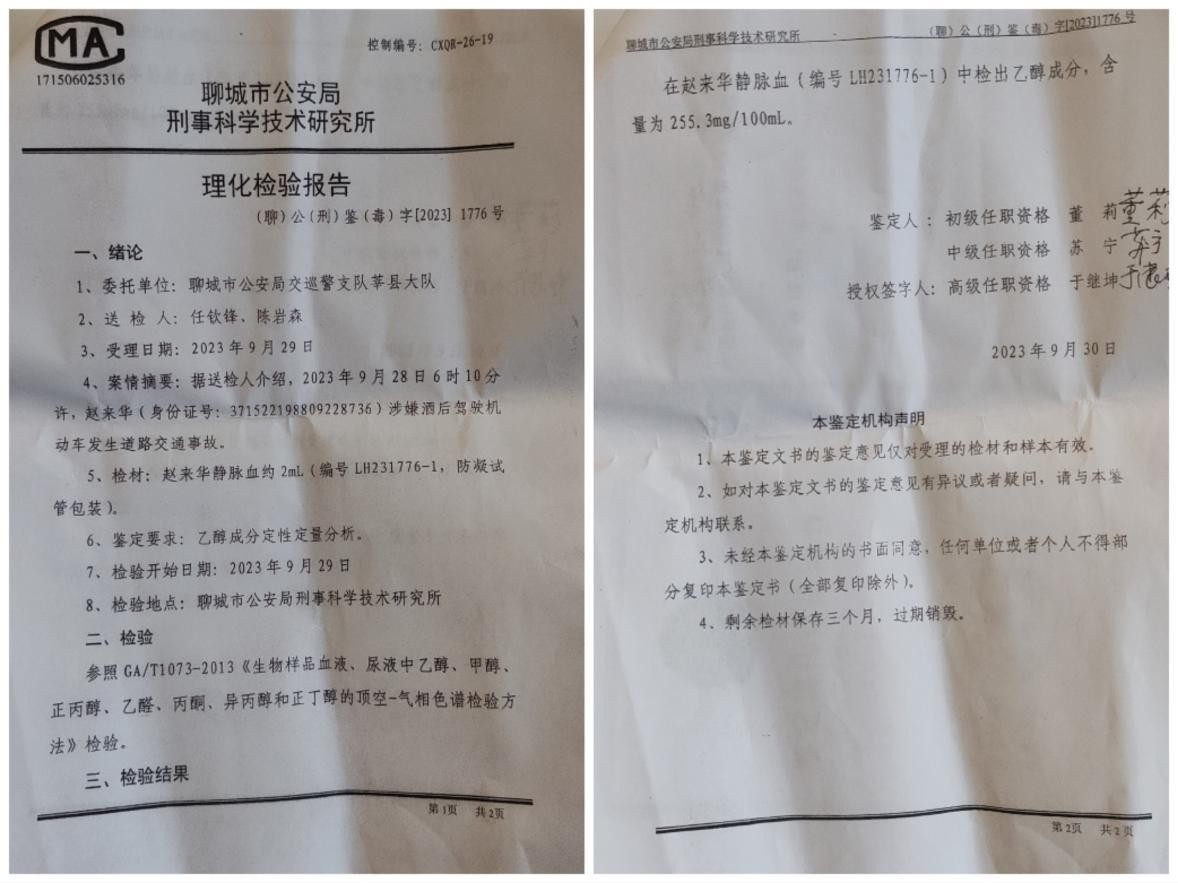 MA
171506025316
控制编号：CXQR-26-19
聊城市公安局
刑事科学技术研究所
理化检验报告
（聊）公（刑）鉴（毒）字[2023] 1776 号
一、绪论
1、委托单位：聊城市公安局交巡警支队莘县大队
2、送 检 人：任钦锋、陈岩森
3、受理日期：2023 年 9 月 29 日
4、案情摘要：据送检人介绍，2023 年 9 月 28 日 6 时 10 分
许，赵来华（身份证号：371522198809228736）涉嫌酒后驾驶机
动车发生道路交通事故。
5、检材：赵来华静脉血约 2mL（编号 LH231776-1，防凝试
管包装）。
6、鉴定要求：乙醇成分定性定量分析。
7、检验开始日期：2023 年 9 月 29 日
8、检验地点：聊城市公安局刑事科学技术研究所
二、检验
参照 GA/T1073-2013《生物样品血液、尿液中乙醇、甲醇、
正丙醇、乙醛、丙酮、异丙醇和正丁醇的顶空-气相色谱检验方
法》检验。
三、检验结果
第 1页 共 2页
聊城市公安局刑事科学技术研究所 （聊）公（刑）鉴（毒）字[2023]1776 号
在赵来华静脉血（编号 LH231776-1）中检出乙醇成分，含
量为 255.3mg/100mL。
鉴定人：初级任职资格 董 莉 董莉
中级任职资格 苏 宁 苏宁
授权签字人：高级任职资格 于继坤 于继坤
2023 年 9 月 30 日
本鉴定机构声明
1、本鉴定文书的鉴定意见仅对受理的检材和样本有效。
2、如对本鉴定文书的鉴定意见有异议或者疑问，请与本鉴
定机构联系。
3、未经本鉴定机构的书面同意，任何单位或者个人不得部
分复印本鉴定书（全部复印除外）。
4、剩余检材保存三个月，过期销毁。
第 2页 共 2 页